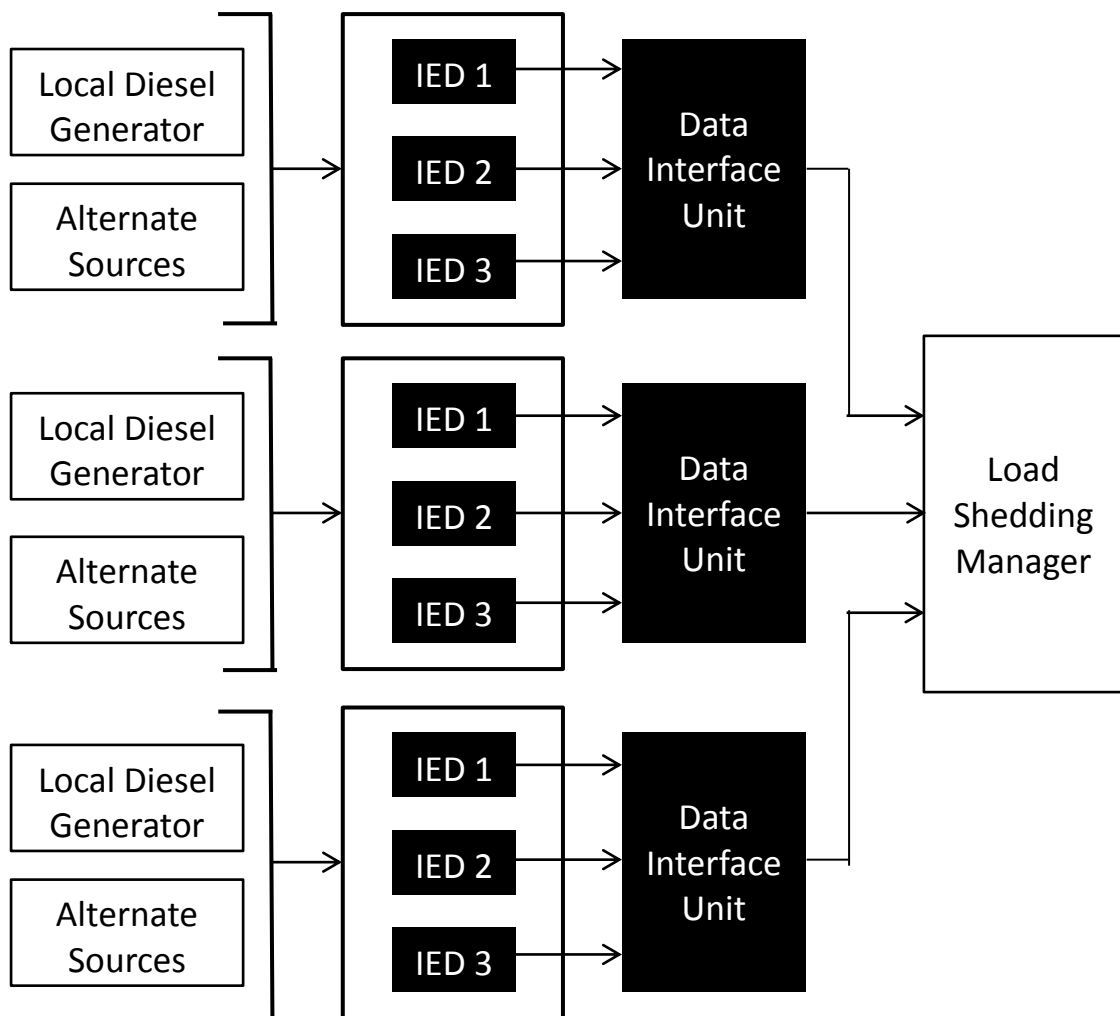 Local Diesel
Generator
Alternate
Sources
IED 1
IED 2
IED 3
Data
Interface
Unit
Local Diesel
Generator
Alternate
Sources
IED 1
IED 2
IED 3
Data
Interface
Unit
Local Diesel
Generator
Alternate
Sources
IED 1
IED 2
IED 3
Data
Interface
Unit
Load
Shedding
Manager